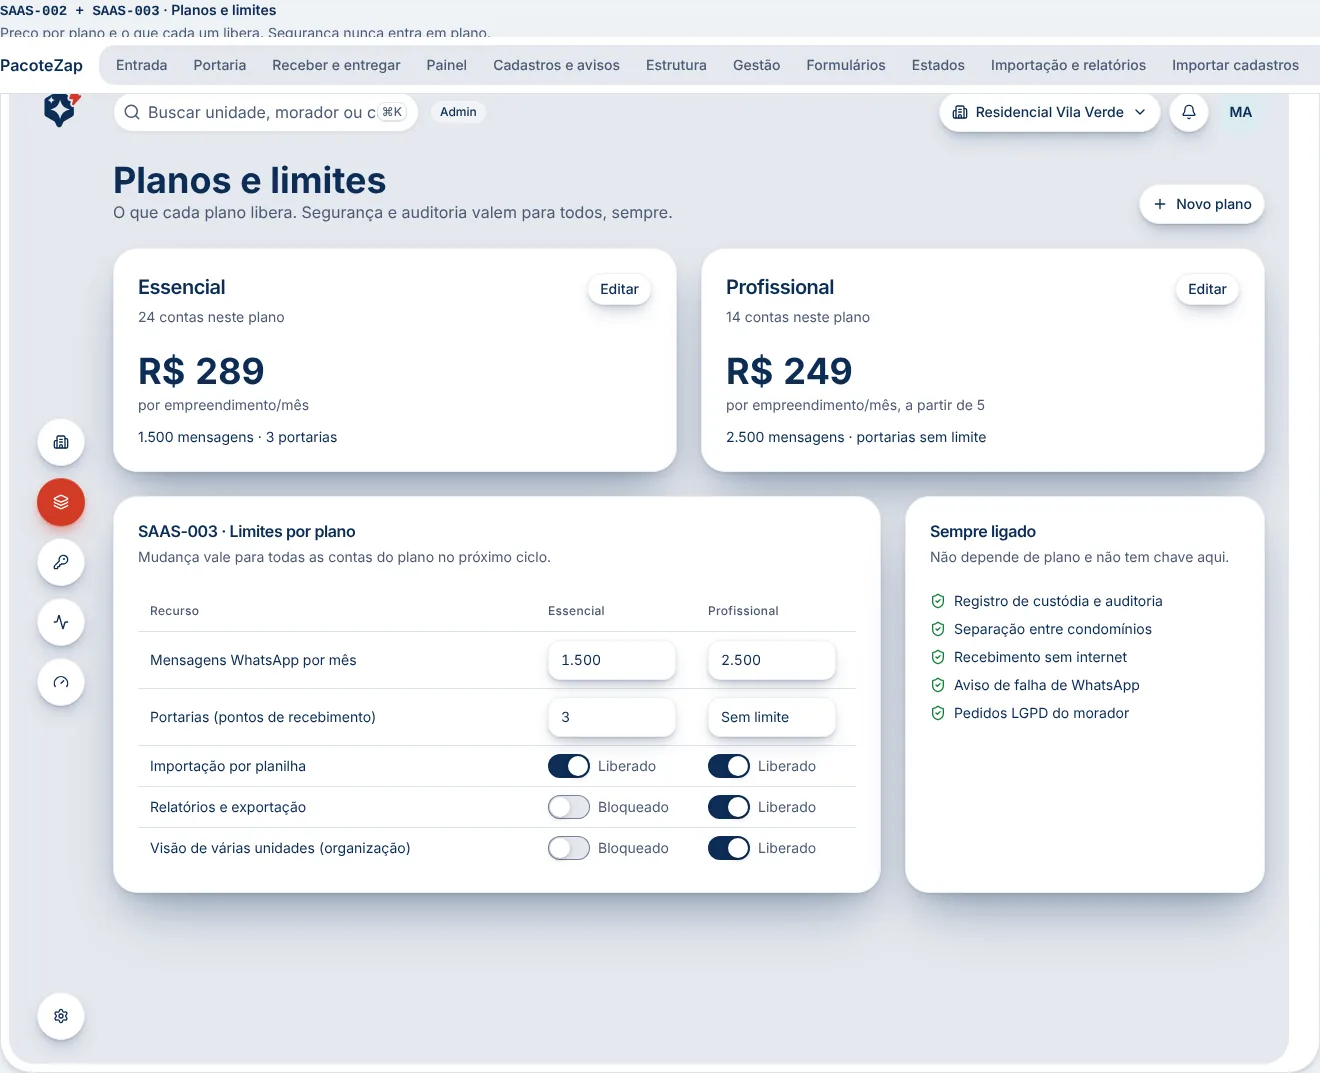 SAAS-002 + SAAS-003 · Planos e limites
Preço por plano e o que cada um libera. Segurança nunca entra em plano.
PacoteZap
Entrada
Portaria
Receber e entregar
Painel
Cadastros e avisos
Estrutura
Gestão
Formulários
Estados
Importação e relatórios
Importar cadastros
Buscar unidade, morador ou c
⌘K
Admin
Residencial Vila Verde
MA
Planos e limites
O que cada plano libera. Segurança e auditoria valem para todos, sempre.
Novo plano
Essencial
Editar
24 contas neste plano
R$ 289
por empreendimento/mês
1.500 mensagens · 3 portarias
Profissional
Editar
14 contas neste plano
R$ 249
por empreendimento/mês, a partir de 5
2.500 mensagens · portarias sem limite
SAAS-003 · Limites por plano
Mudança vale para todas as contas do plano no próximo ciclo.
Recurso Essencial Profissional
Mensagens WhatsApp por mês 1.500 2.500
Portarias (pontos de recebimento) 3 Sem limite
Importação por planilha Liberado Liberado
Relatórios e exportação Bloqueado Liberado
Visão de várias unidades (organização) Bloqueado Liberado
Sempre ligado
Não depende de plano e não tem chave aqui.
Registro de custódia e auditoria
Separação entre condomínios
Recebimento sem internet
Aviso de falha de WhatsApp
Pedidos LGPD do morador